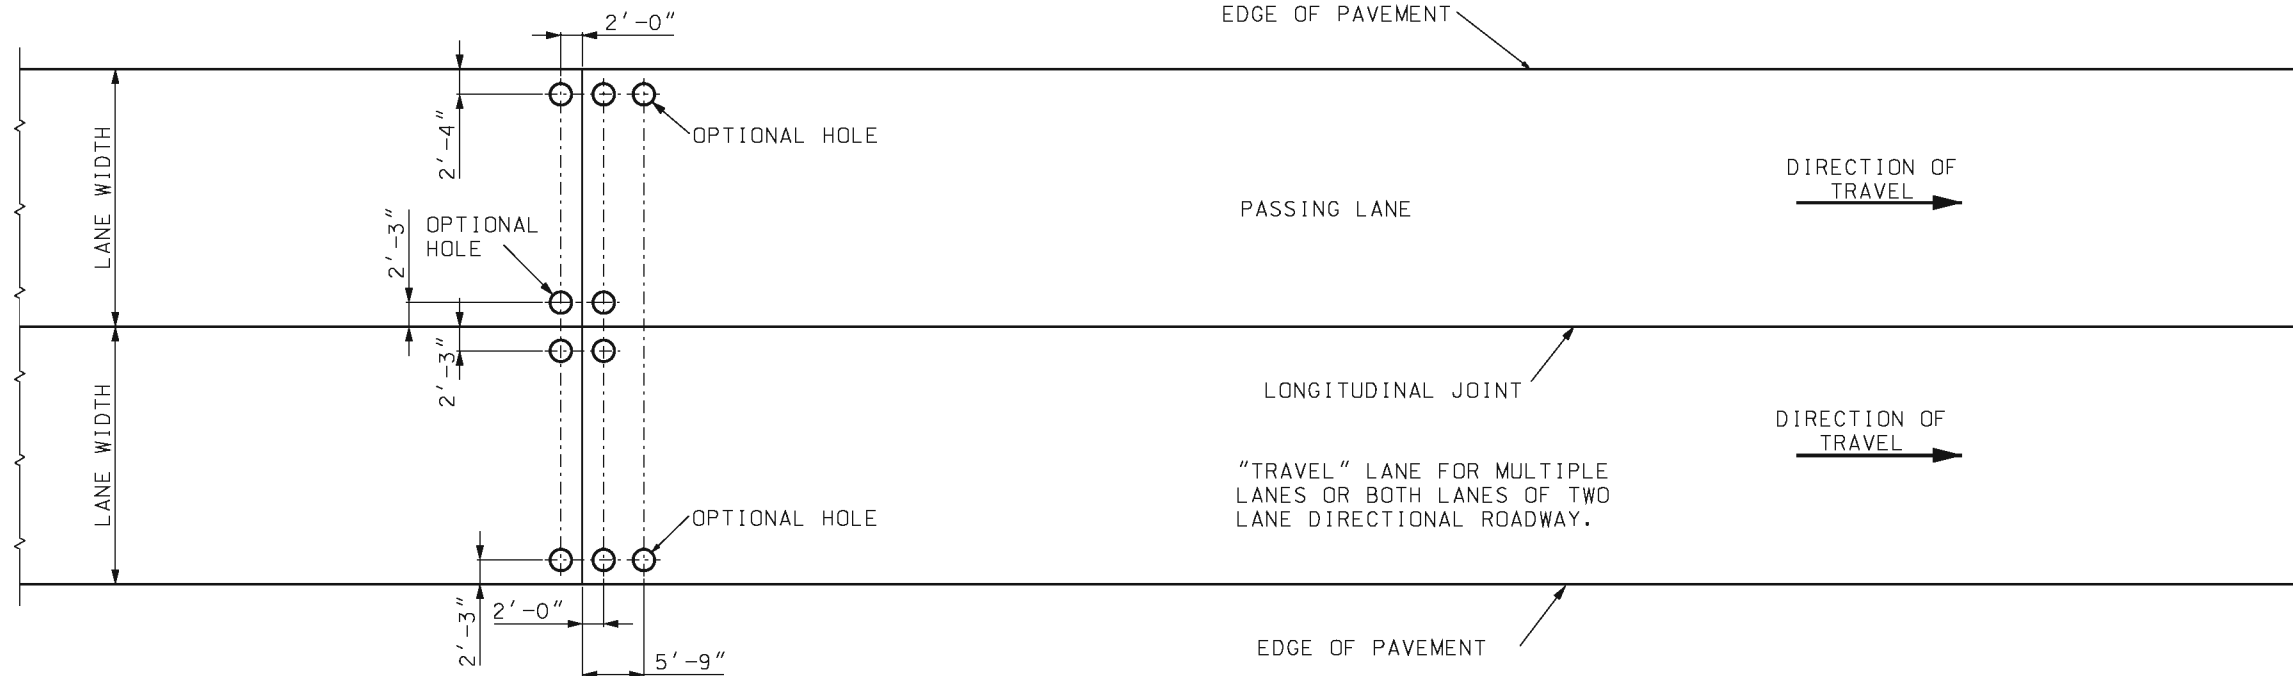 2'-0"
EDGE OF PAVEMENT
2'-4"
OPTIONAL HOLE
LANE WIDTH
DIRECTION OF
TRAVEL
PASSING LANE
2'-3"
OPTIONAL
HOLE
2'-3"
LONGITUDINAL JOINT
LANE WIDTH
DIRECTION OF
TRAVEL
"TRAVEL" LANE FOR MULTIPLE
LANES OR BOTH LANES OF TWO
LANE DIRECTIONAL ROADWAY.
OPTIONAL HOLE
2'-3"
2'-0"
5'-9"
EDGE OF PAVEMENT